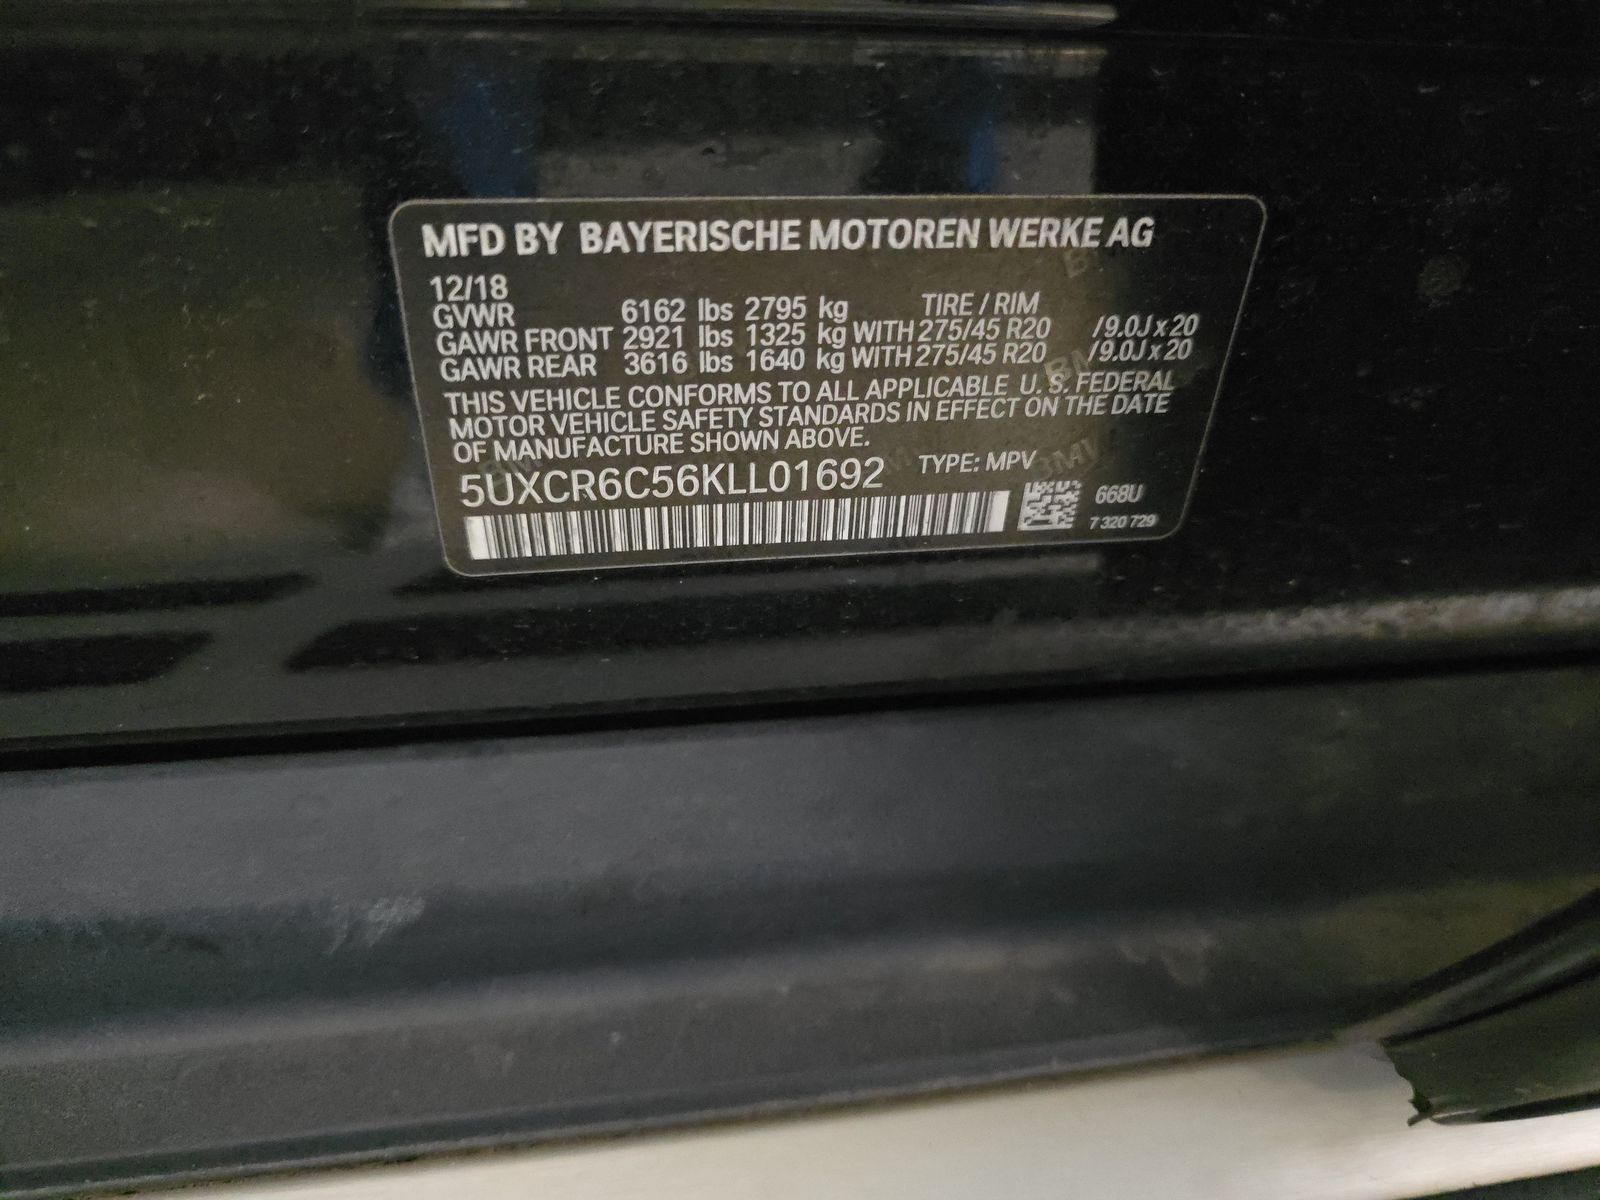 MFD BY BAYERISCHE MOTOREN WERKE AG
12/18
GVWR 6162 lbs 2795 kg TIRE / RIM
GAWR FRONT 2921 lbs 1325 kg WITH 275/45 R20 /9.0J x 20
GAWR REAR 3616 lbs 1640 kg WITH 275/45 R20 /9.0J x 20
THIS VEHICLE CONFORMS TO ALL APPLICABLE U. S. FEDERAL
MOTOR VEHICLE SAFETY STANDARDS IN EFFECT ON THE DATE
OF MANUFACTURE SHOWN ABOVE.
5UXCR6C56KLL01692 TYPE: MPV
668U
7 320 729